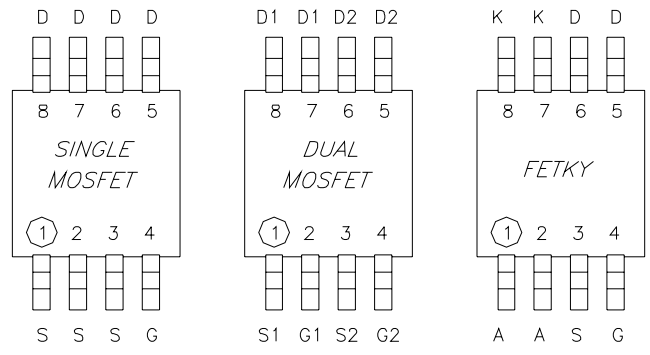 D D D D D1 D1 D2 D2 K K D D
8 7 6 5 8 7 6 5 8 7 6 5
SINGLE DUAL FETKY
MOSFET MOSFET
1 2 3 4 1 2 3 4 1 2 3 4
S S S G S1 G1 S2 G2 A A S G